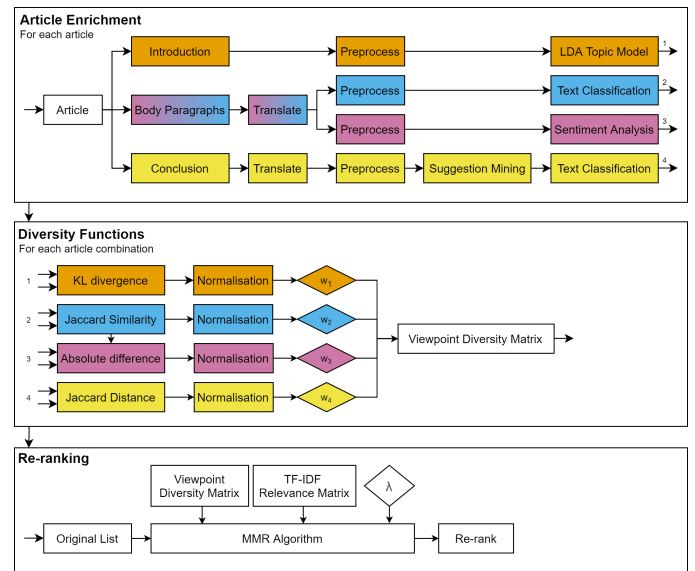 Article Enrichment
For each article
Introduction
Preprocess
LDA Topic Model
1
Article
Body Paragraphs
Translate
Preprocess
Text Classification
2
Preprocess
Sentiment Analysis
3
Conclusion
Translate
Preprocess
Suggestion Mining
Text Classification
4
Diversity Functions
For each article combination
1
KL divergence
Normalisation
w1
2
Jaccard Similarity
Normalisation
w2
Viewpoint Diversity Matrix
3
Absolute difference
Normalisation
w3
4
Jaccard Distance
Normalisation
w4
Re-ranking
Viewpoint
Diversity Matrix
TF-IDF
Relevance Matrix
λ
Original List
MMR Algorithm
Re-rank